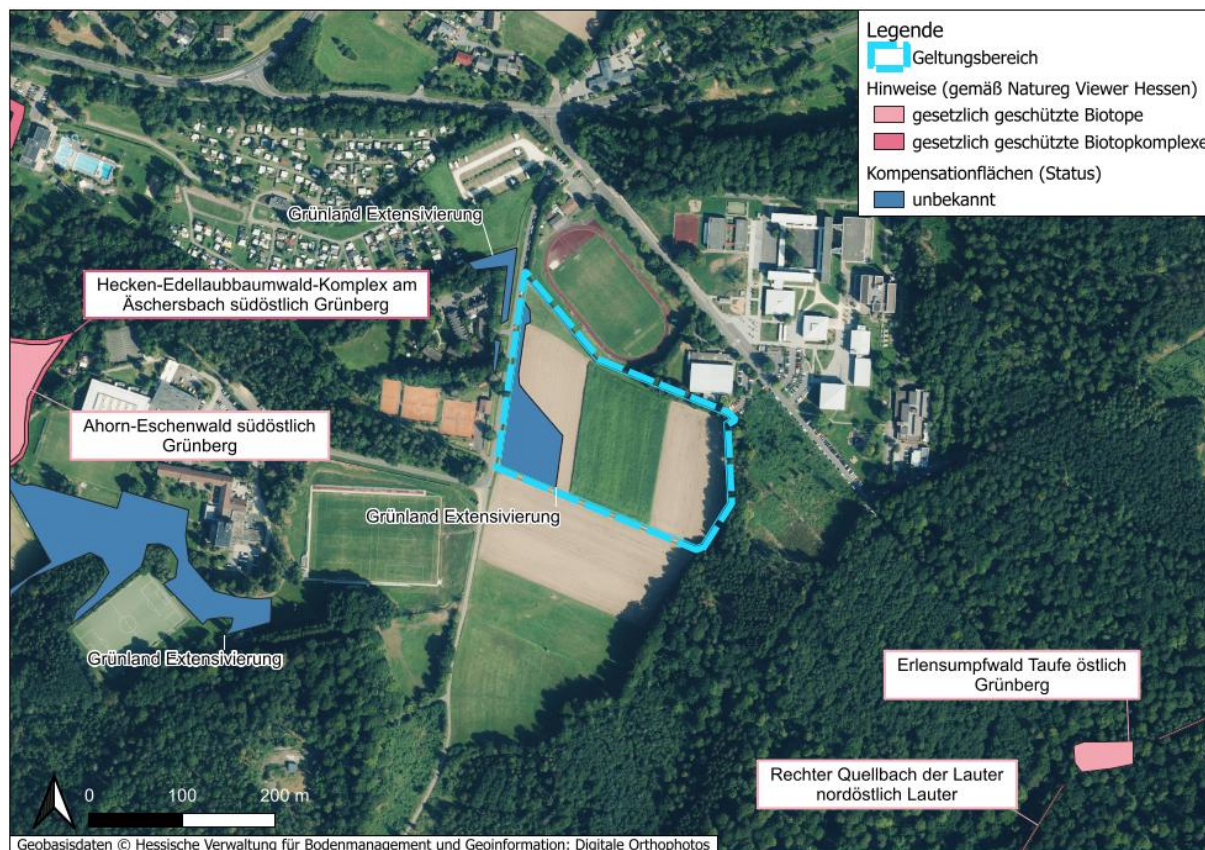 Legende
Geltungsbereich
Hinweise (gemäß Natureg Viewer Hessen)
gesetzlich geschützte Biotope
gesetzlich geschützte Biotopkomplexe
Kompensationflächen (Status)
unbekannt
Grünland Extensivierung
Hecken-Edellaubbaumwald-Komplex am
Äschersbach südöstlich Grünberg
Ahorn-Eschenwald südöstlich
Grünberg
Grünland Extensivierung
Grünland Extensivierung
Erlensumpfwald Taufe östlich
Grünberg
Rechter Quellbach der Lauter
nordöstlich Lauter
0 100 200 m
Geobasisdaten © Hessische Verwaltung für Bodenmanagement und Geoinformation: Digitale Orthophotos